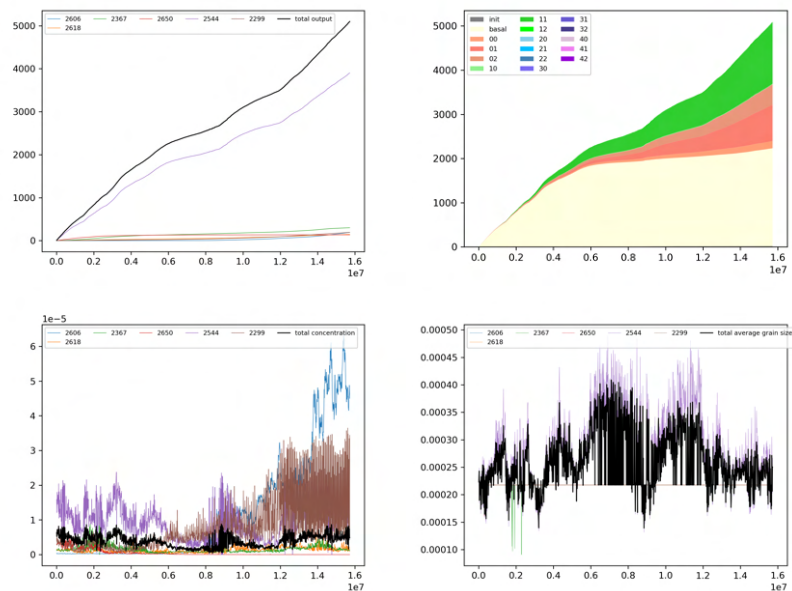 2606 2367 2650 2544 2299 total output
2618
5000
4000
3000
2000
1000
0
0.0 0.2 0.4 0.6 0.8 1.0 1.2 1.4 1.6
1e7
init 11 31
basal 12 32
00 20 40
01 21 41
02 22 42
10 30
5000
4000
3000
2000
1000
0
0.0 0.2 0.4 0.6 0.8 1.0 1.2 1.4 1.6
1e7
1e−5
2606 2367 2650 2544 2299 total concentration
2618
6
5
4
3
2
1
0
0.0 0.2 0.4 0.6 0.8 1.0 1.2 1.4 1.6
1e7
2606 2367 2650 2544 2299 total average grain size
2618
0.00050
0.00045
0.00040
0.00035
0.00030
0.00025
0.00020
0.00015
0.00010
0.0 0.2 0.4 0.6 0.8 1.0 1.2 1.4 1.6
1e7